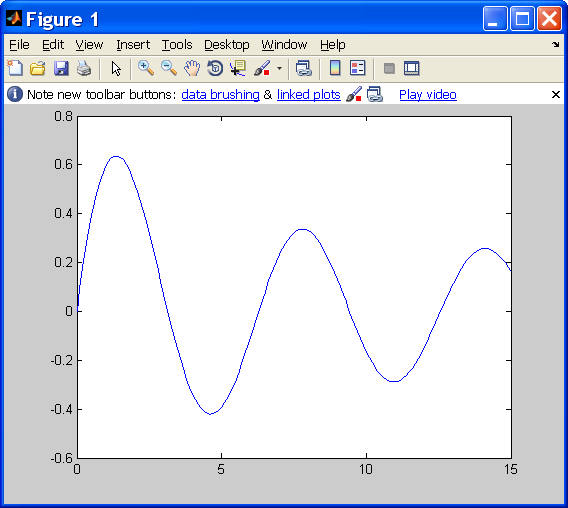 Figure 1
File Edit View Insert Tools Desktop Window Help
Note new toolbar buttons: data brushing & linked plots Play video
0.8
0.6
0.4
0.2
0
-0.2
-0.4
-0.6
0 5 10 15